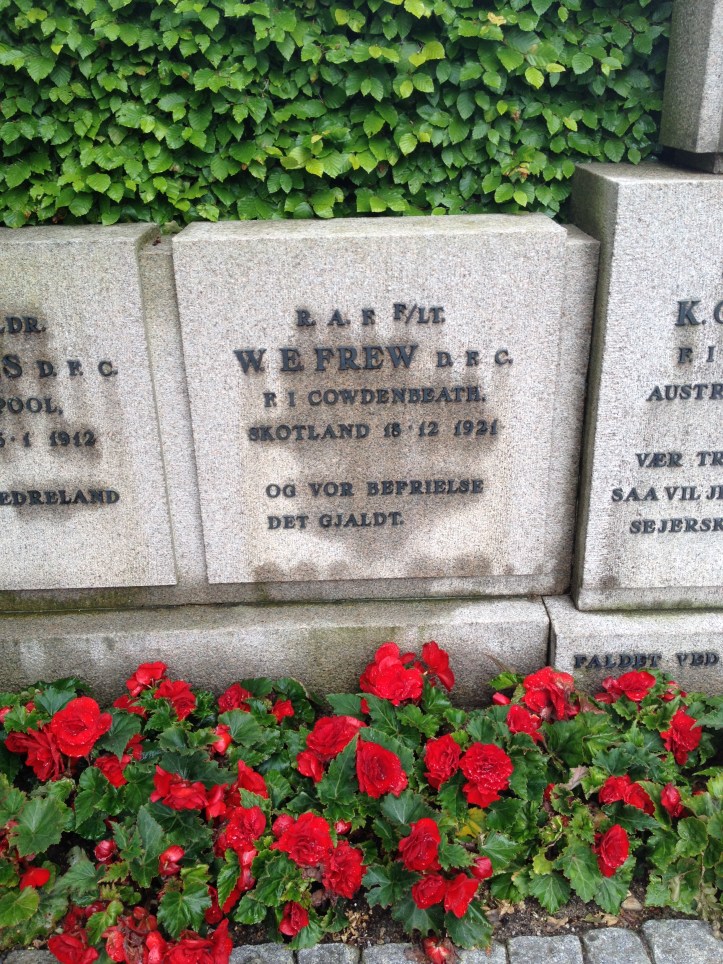 LDR.
S D. F. C.
POOL,
· 1 1912
EDRELAND
R. A. F. F/LT.
W. E. FREW D. F. C.
F. I COWDENBEATH.
SKOTLAND 18 · 12 1921
OG VOR BEFRIELSE
DET GJALDT.
K.
F. I
AUSTR
VÆR TR
SAA VIL J
SEJERSK
FALDET VED